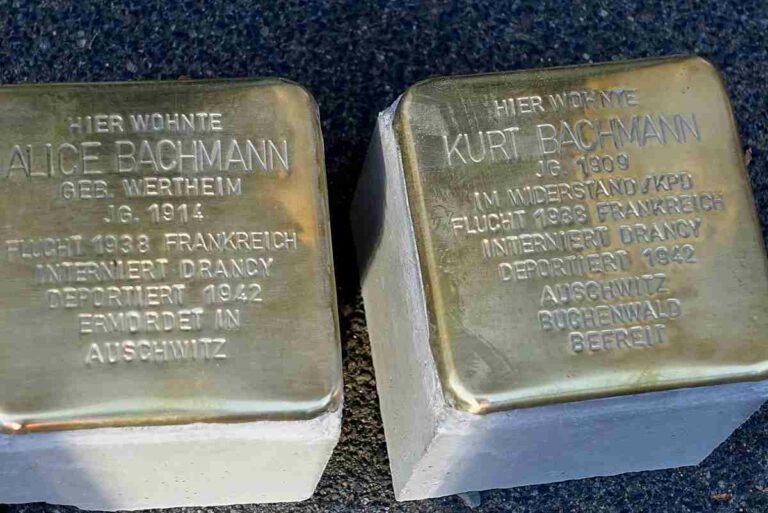 HIER WOHNTE
ALICE BACHMANN
GEB. WERTHEIM
JG. 1914
FLUCHT 1938 FRANKREICH
INTERNIERT DRANCY
DEPORTIERT 1942
ERMORDET IN
AUSCHWITZ
HIER WOHNTE
KURT BACHMANN
JG. 1909
IM WIDERSTAND/KPD
FLUCHT 1938 FRANKREICH
INTERNIERT DRANCY
DEPORTIERT 1942
AUSCHWITZ
BUCHENWALD
BEFREIT